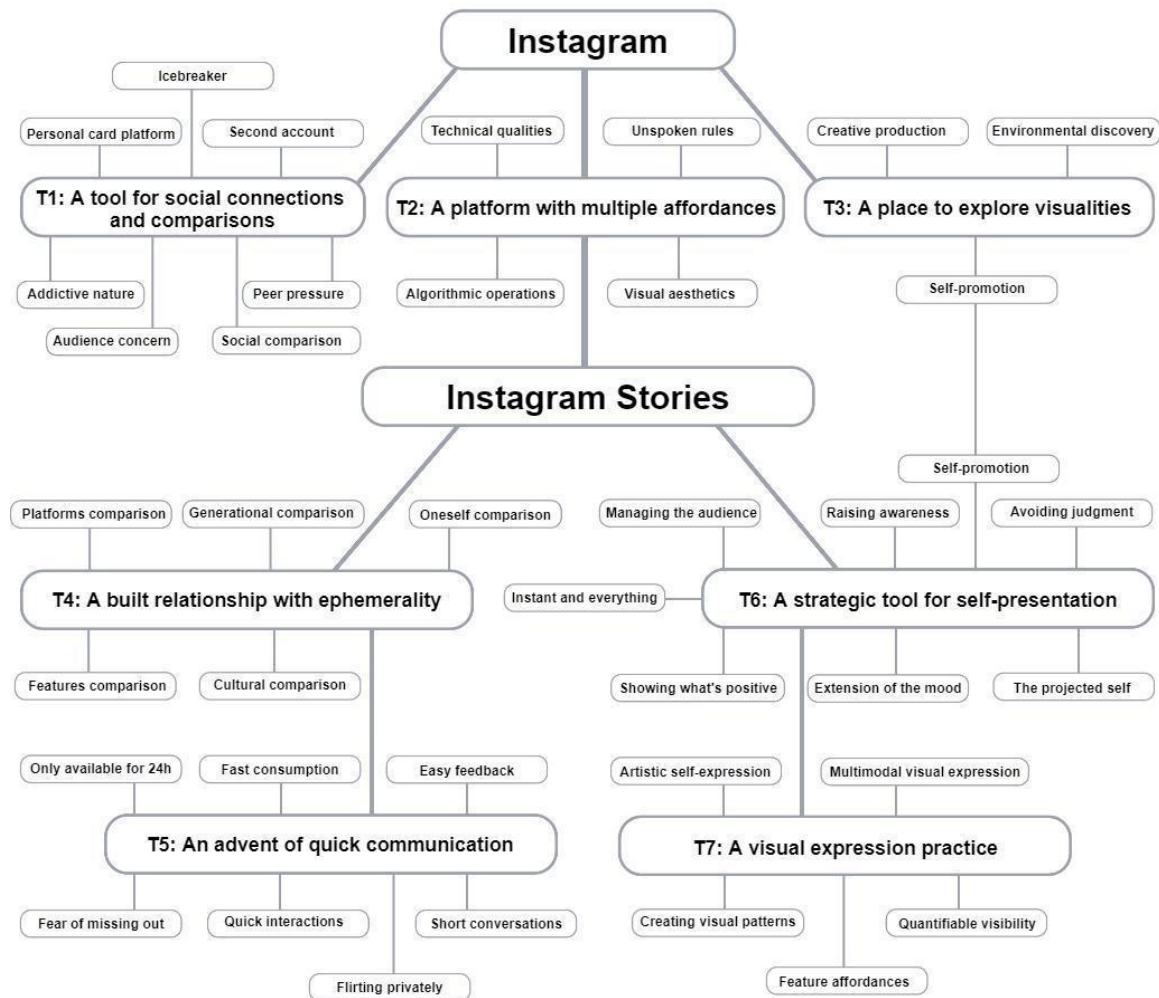 Instagram
Icebreaker
Personal card platform
Second account
Technical qualities
Unspoken rules
Creative production
Environmental discovery
T1: A tool for social connections
and comparisons
T2: A platform with multiple affordances
T3: A place to explore visualities
Addictive nature
Peer pressure
Algorithmic operations
Visual aesthetics
Self-promotion
Audience concern
Social comparison
Instagram Stories
Self-promotion
Platforms comparison
Generational comparison
Oneself comparison
Managing the audience
Raising awareness
Avoiding judgment
T4: A built relationship with ephemerality
Instant and everything
T6: A strategic tool for self-presentation
Features comparison
Cultural comparison
Showing what's positive
Extension of the mood
The projected self
Only available for 24h
Fast consumption
Easy feedback
Artistic self-expression
Multimodal visual expression
T5: An advent of quick communication
T7: A visual expression practice
Fear of missing out
Quick interactions
Short conversations
Creating visual patterns
Quantifiable visibility
Flirting privately
Feature affordances